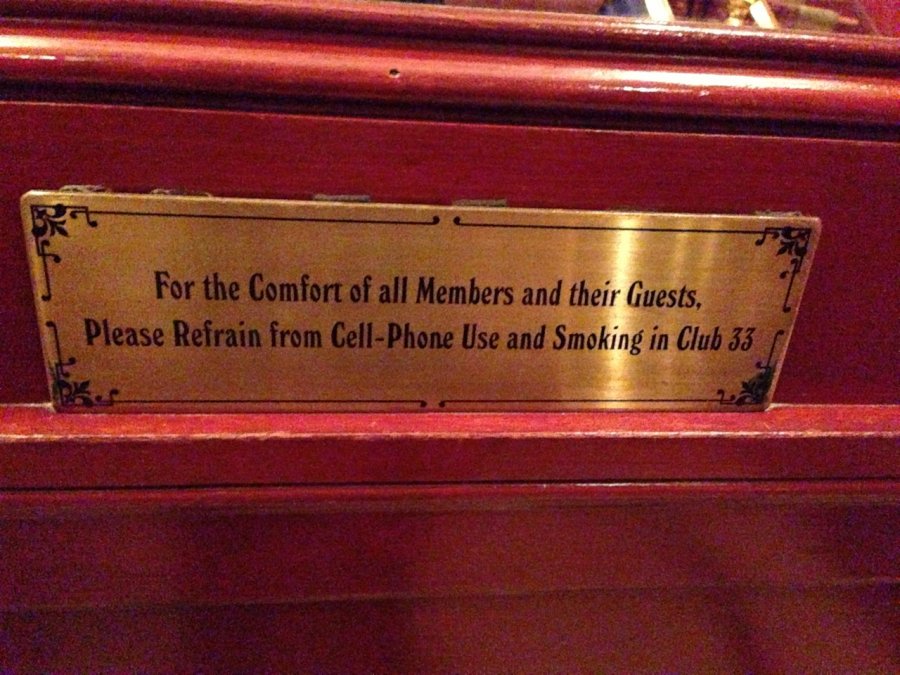 For the Comfort of all Members and their Guests,
Please Refrain from Cell-Phone Use and Smoking in Club 33